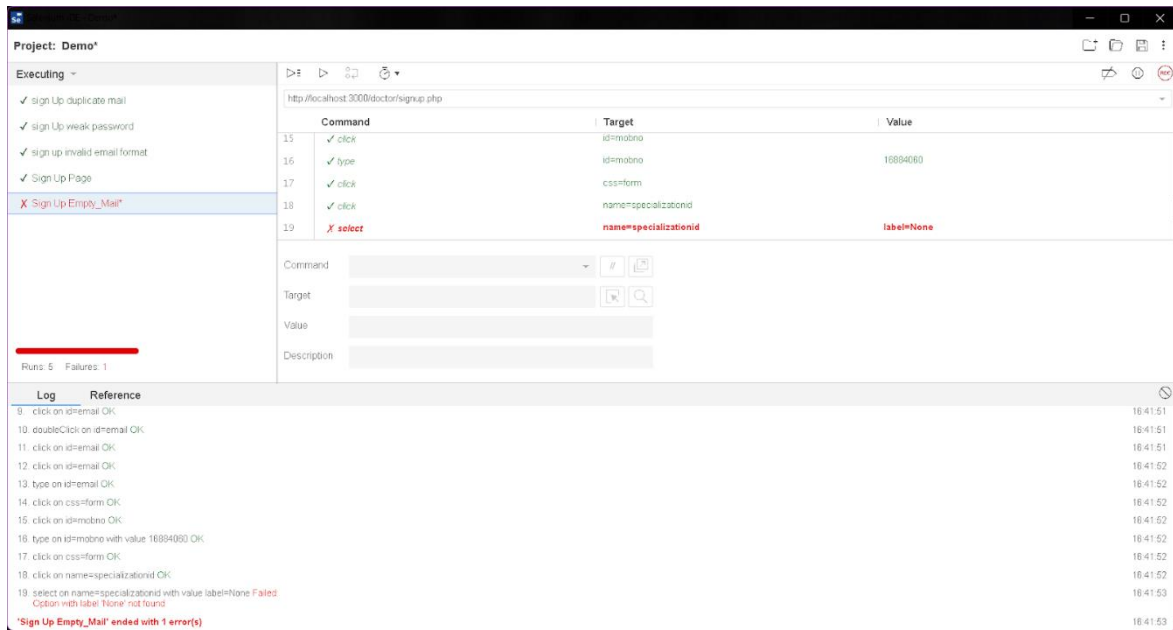 Se
Project: Demo*
Executing
✓ sign Up duplicate mail
✓ sign Up weak password
✓ sign up invalid email format
✓ Sign Up Page
✗ Sign Up Empty_Mail*
Runs: 5 Failures: 1
REC
http://localhost:3000/doctor/signup.php
Command Target Value
15 ✓ click id=mobno
16 ✓ type id=mobno 16884060
17 ✓ click css=form
18 ✓ click name=specializationid
19 ✗ select name=specializationid label=None
Command //
Target
Value
Description
Log Reference
9. click on id=email OK 16:41:51
10. doubleClick on id=email OK 16:41:51
11. click on id=email OK 16:41:51
12. click on id=email OK 16:41:52
13. type on id=email OK 16:41:52
14. click on css=form OK 16:41:52
15. click on id=mobno OK 16:41:52
16. type on id=mobno with value 16884060 OK 16:41:52
17. click on css=form OK 16:41:52
18. click on name=specializationid OK 16:41:52
19. select on name=specializationid with value label=None Failed 16:41:53
Option with label 'None' not found
'Sign Up Empty_Mail' ended with 1 error(s) 16:41:53